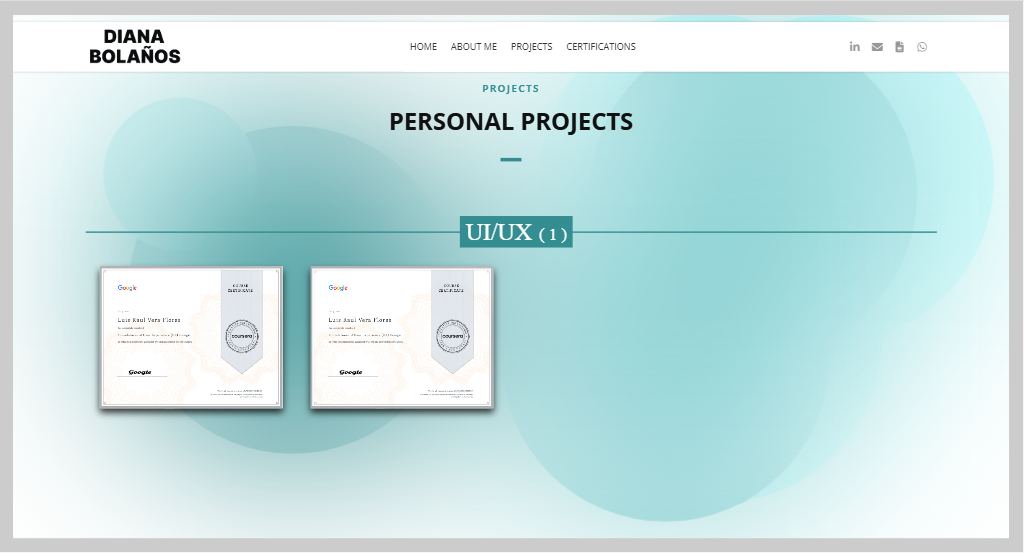 DIANA
BOLAÑOS
HOME ABOUT ME PROJECTS CERTIFICATIONS
PROJECTS
PERSONAL PROJECTS
UI/UX (1)
Google
COURSE
CERTIFICATE
Luis Raul Vera Flores
coursera
Google
Google
COURSE
CERTIFICATE
Luis Raul Vera Flores
coursera
Google